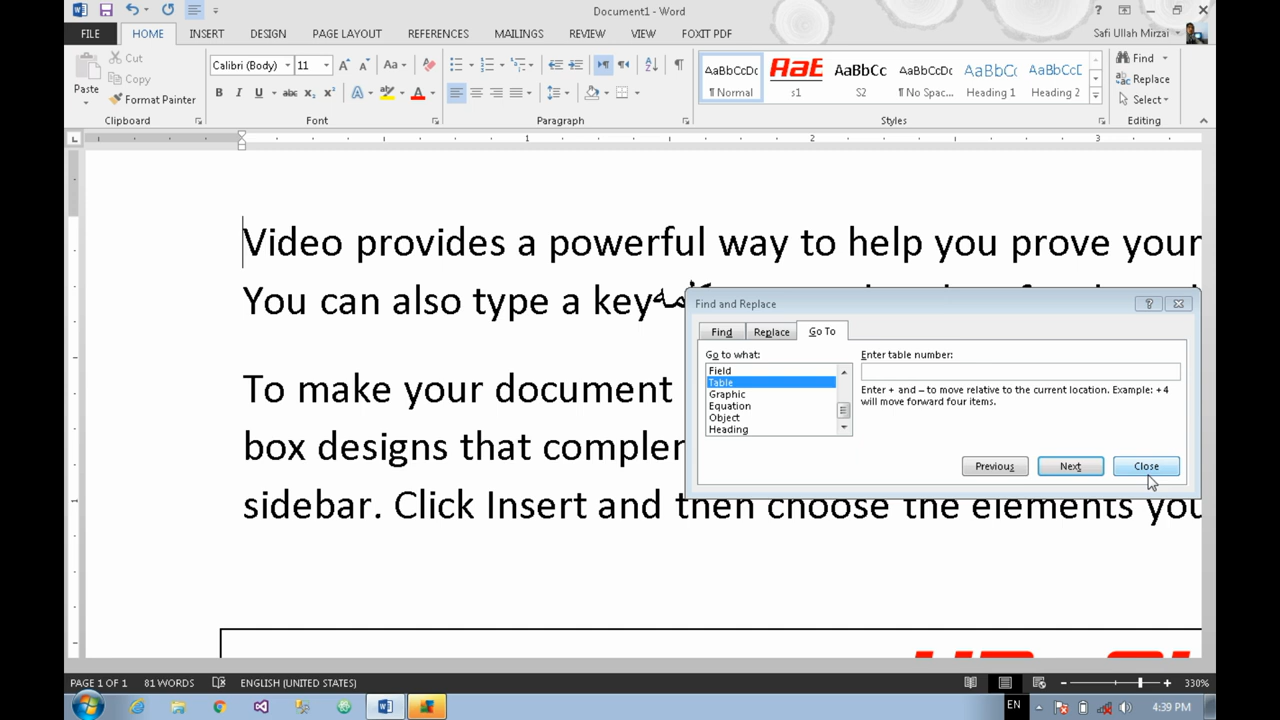 Document1 - Word
FILE HOME INSERT DESIGN PAGE LAYOUT REFERENCES MAILINGS REVIEW VIEW FOXIT PDF Safi Ullah Mirzai
Paste
Cut
Copy
Format Painter
Clipboard
Calibri (Body) 11
Font
Paragraph
AaBbCcDc AaB AaBbCc AaBbCcDc AaBbCc AaBbCcD
¶ Normal s1 S2 ¶ No Spac... Heading 1 Heading 2
Styles
Find
Replace
Select
Editing
1 2 3
Video provides a powerful way to help you prove your
You can also type a key
To make your document
box designs that complem
sidebar. Click Insert and then choose the elements you
Find and Replace
Find Replace Go To
Go to what:
Field
Table
Graphic
Equation
Object
Heading
Enter table number:
Enter + and – to move relative to the current location. Example: +4
will move forward four items.
Previous Next Close
PAGE 1 OF 1 81 WORDS ENGLISH (UNITED STATES) 330%
EN 4:39 PM